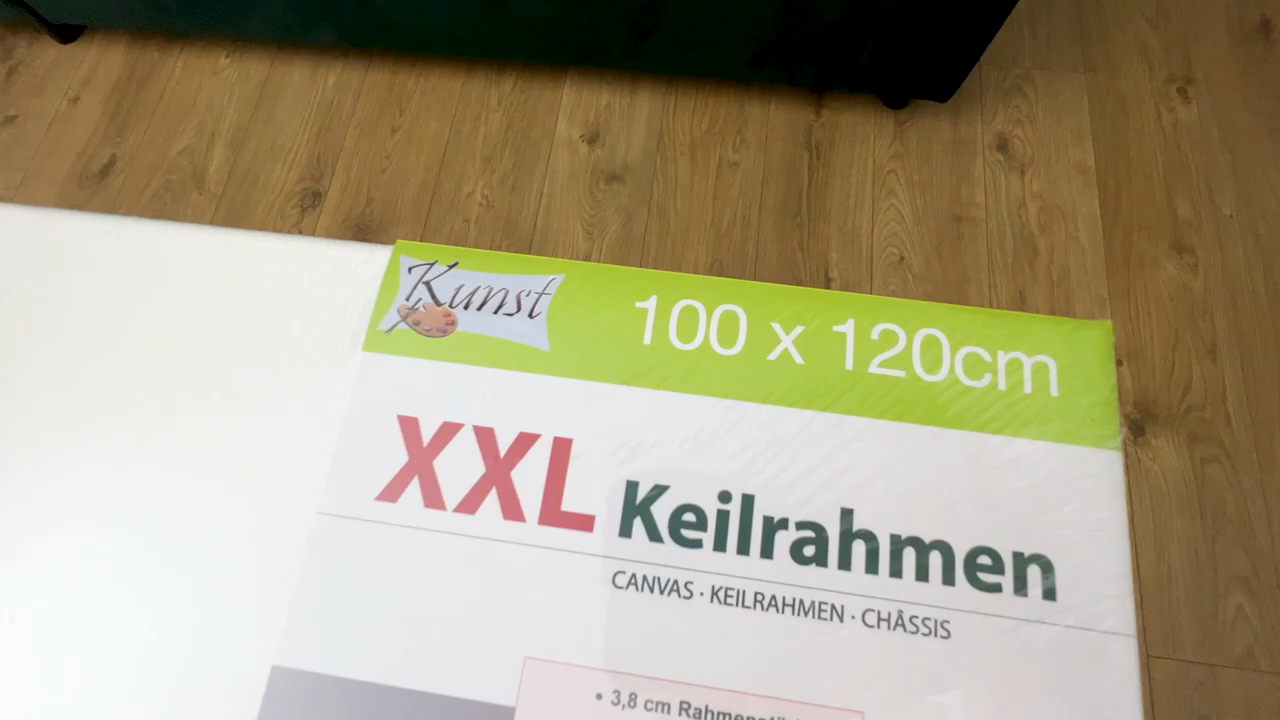 Kunst
100 x 120cm
XXL Keilrahmen
CANVAS · KEILRAHMEN · CHÂSSIS
• 3,8 cm